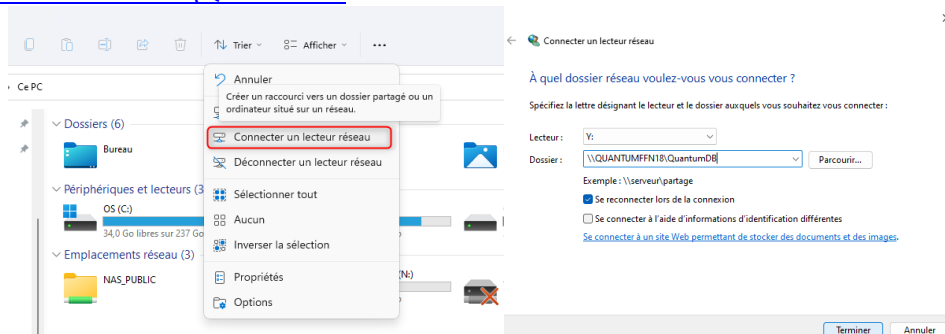 Trier
Afficher
Ce PC
Annuler
Créer un raccourci vers un dossier partagé ou un
ordinateur situé sur un réseau.
Dossiers (6)
Connecter un lecteur réseau
Bureau
Déconnecter un lecteur réseau
Périphériques et lecteurs (3
Sélectionner tout
OS (C:)
Aucun
34,0 Go libres sur 237 Go
Inverser la sélection
Emplacements réseau (3)
NAS_PUBLIC
Propriétés
(N:)
Options
Connecter un lecteur réseau
À quel dossier réseau voulez-vous vous connecter ?
Spécifiez la lettre désignant le lecteur et le dossier auxquels vous souhaitez vous connecter :
Lecteur : Y:
Dossier : \\QUANTUMFFN18\QuantumDB Parcourir...
Exemple : \\serveur\partage
Se reconnecter lors de la connexion
Se connecter à l'aide d'informations d'identification différentes
Se connecter à un site Web permettant de stocker des documents et des images.
Terminer Annuler